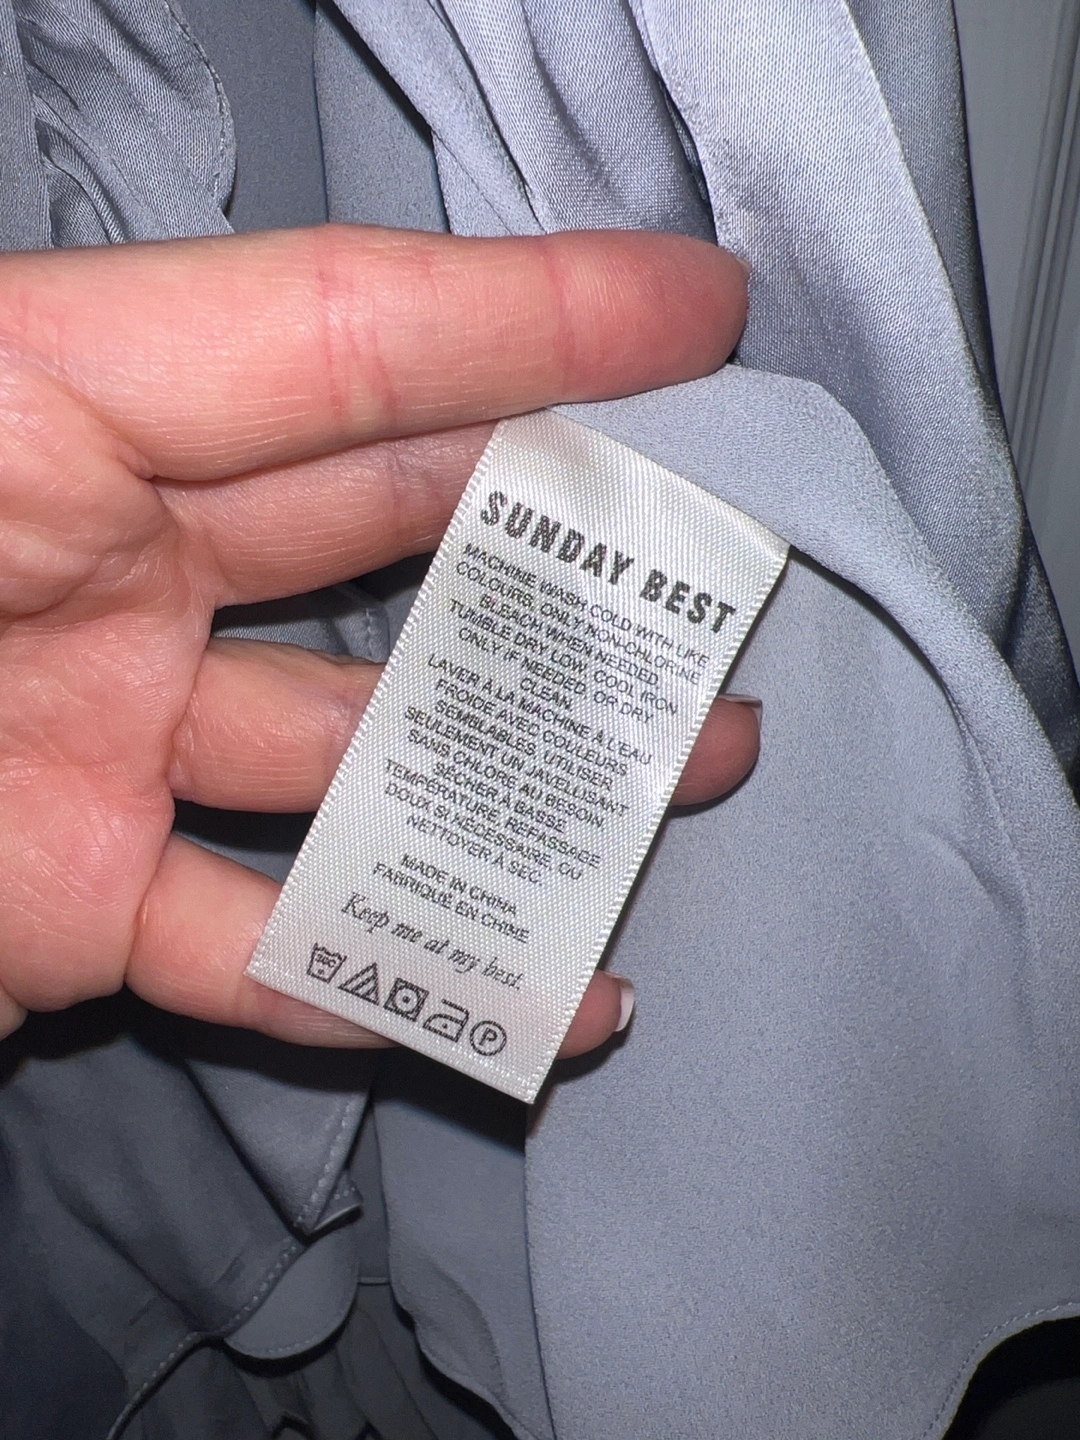 SUNDAY BEST
MACHINE WASH COLD WITH LIKE
COLOURS, ONLY NON-CHLORINE
BLEACH WHEN NEEDED,
TUMBLE DRY LOW, COOL IRON
ONLY IF NEEDED, OR DRY
CLEAN.
LAVER À LA MACHINE À L'EAU
FROIDE AVEC COULEURS
SEMBLABLES, UTILISER
SEULEMENT UN JAVELLISANT
SANS CHLORE, AU BESOIN,
SÉCHER À BASSE
TEMPÉRATURE, REPASSAGE
DOUX SI NÉCESSAIRE, OU
NETTOYER À SEC.
MADE IN CHINA
FABRIQUÉ EN CHINE
Keep me at my best.
30C
P